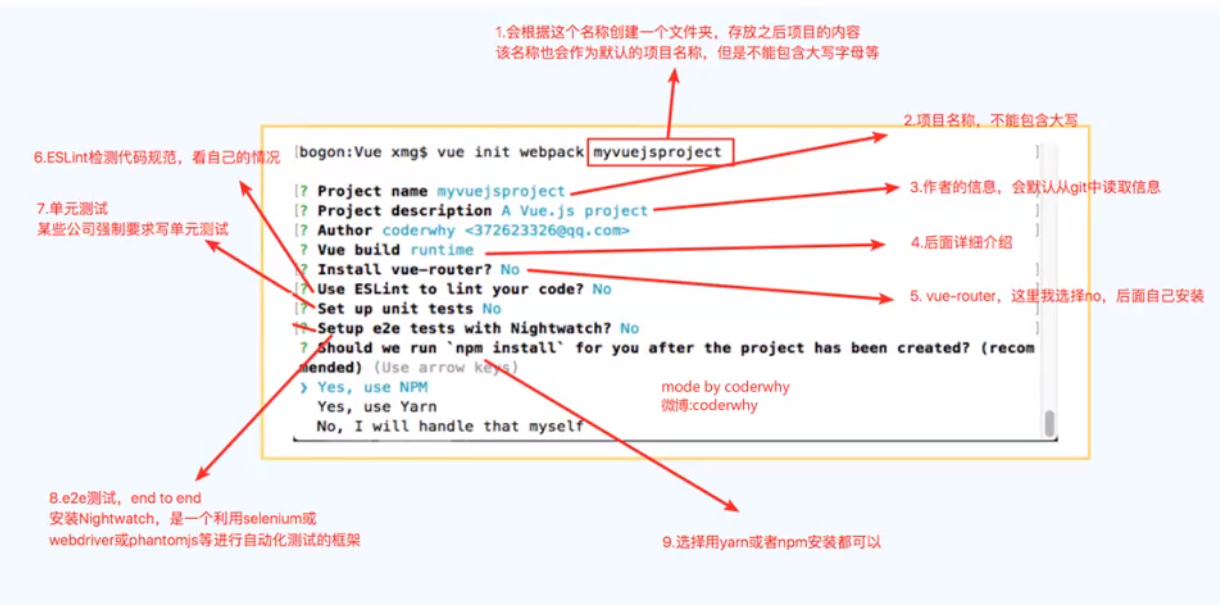 1.会根据这个名称创建一个文件夹，存放之后项目的内容
该名称也会作为默认的项目名称，但是不能包含大写字母等
2.项目名称，不能包含大写
[bogon:Vue xmg$ vue init webpack myvuejsproject ]
6.ESLint检测代码规范，看自己的情况
[? Project name myvuejsproject ]
3.作者的信息，会默认从git中读取信息
7.单元测试
某些公司强制要求写单元测试
[? Project description A Vue.js project ]
[? Author coderwhy <372623326@qq.com> ]
4.后面详细介绍
? Vue build runtime
[? Install vue-router? No ]
[? Use ESLint to lint your code? No ]
5. vue-router，这里我选择no，后面自己安装
[? Set up unit tests No ]
[? Setup e2e tests with Nightwatch? No ]
? Should we run `npm install` for you after the project has been created? (recom
mended) (Use arrow keys)
❯ Yes, use NPM
Yes, use Yarn
No, I will handle that myself
mode by coderwhy
微博:coderwhy
8.e2e测试，end to end
安装Nightwatch，是一个利用selenium或
webdriver或phantomjs等进行自动化测试的框架
9.选择用yarn或者npm安装都可以